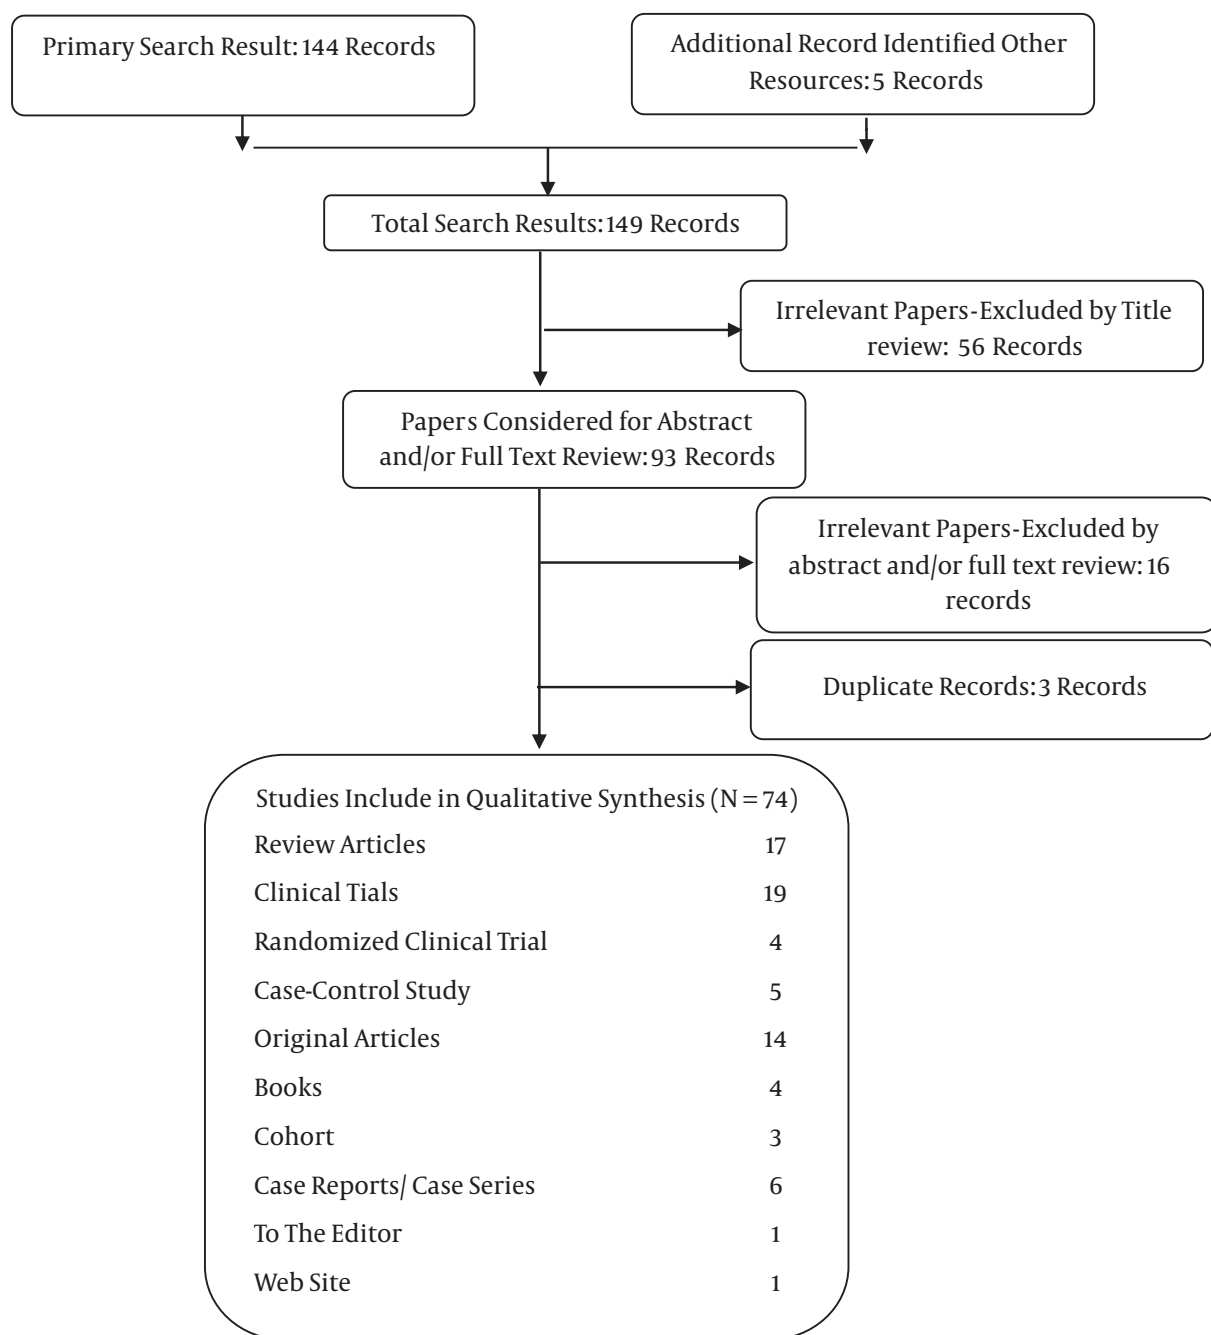 Primary Search Result: 144 Records
Additional Record Identified Other
Resources: 5 Records
Total Search Results: 149 Records
Irrelevant Papers-Excluded by Title
review: 56 Records
Papers Considered for Abstract
and/or Full Text Review: 93 Records
Irrelevant Papers-Excluded by
abstract and/or full text review: 16
records
Duplicate Records: 3 Records
Studies Include in Qualitative Synthesis (N = 74)
Review Articles 17
Clinical Tials 19
Randomized Clinical Trial 4
Case-Control Study 5
Original Articles 14
Books 4
Cohort 3
Case Reports/ Case Series 6
To The Editor 1
Web Site 1